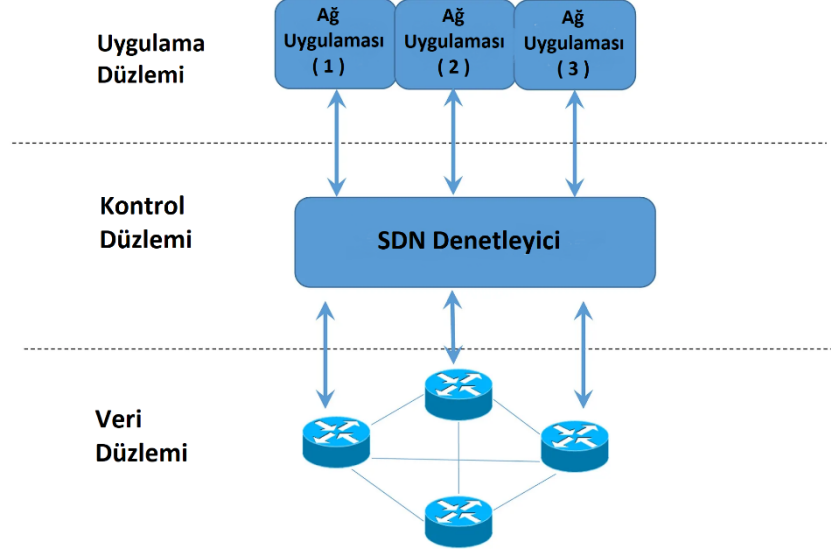 Uygulama
Düzlemi
Ağ
Uygulaması
( 1 )
Ağ
Uygulaması
( 2 )
Ağ
Uygulaması
( 3 )
Kontrol
Düzlemi
SDN Denetleyici
Veri
Düzlemi